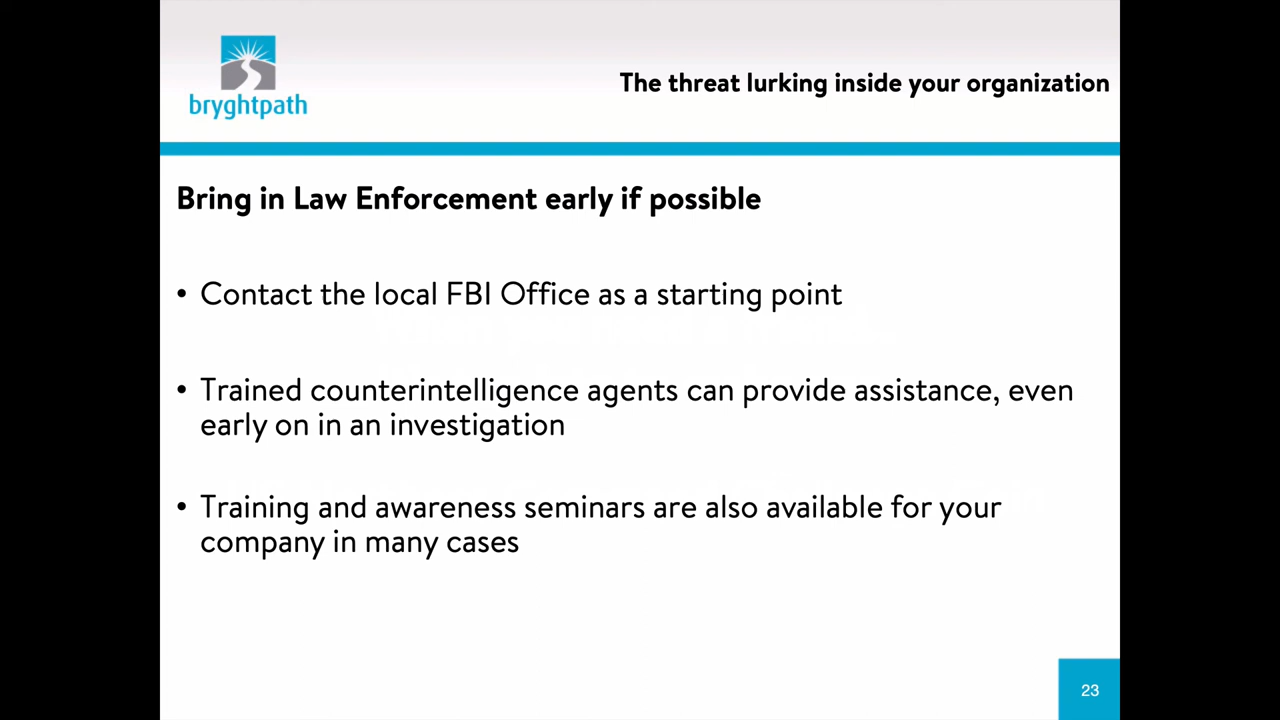 bryghtpath
The threat lurking inside your organization
Bring in Law Enforcement early if possible
• Contact the local FBI Office as a starting point
• Trained counterintelligence agents can provide assistance, even
early on in an investigation
• Training and awareness seminars are also available for your
company in many cases
23